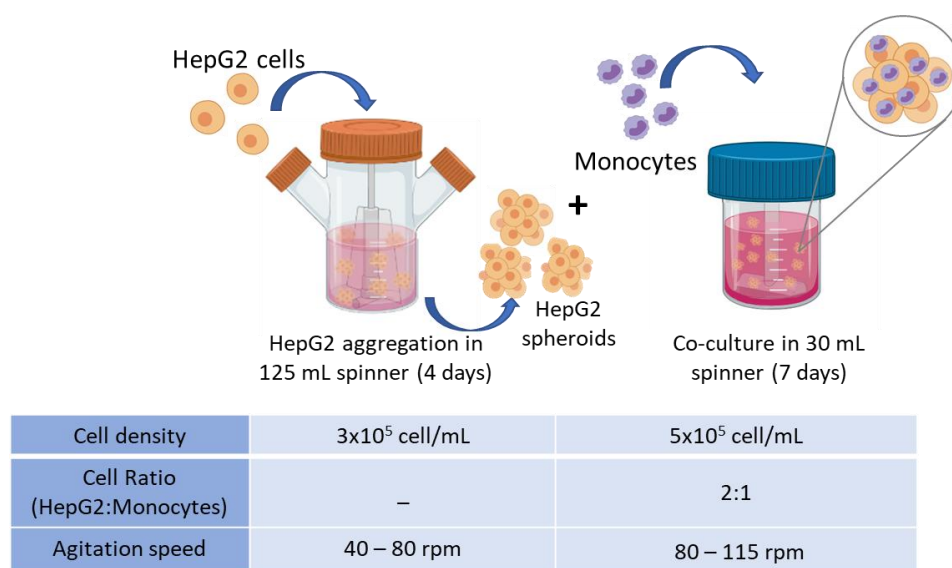 HepG2 cells
Monocytes
+
HepG2
spheroids
HepG2 aggregation in
125 mL spinner (4 days)
Co-culture in 30 mL
spinner (7 days)
Cell density 3x10⁵ cell/mL 5x10⁵ cell/mL
Cell Ratio
(HepG2:Monocytes) – 2:1
Agitation speed 40 – 80 rpm 80 – 115 rpm